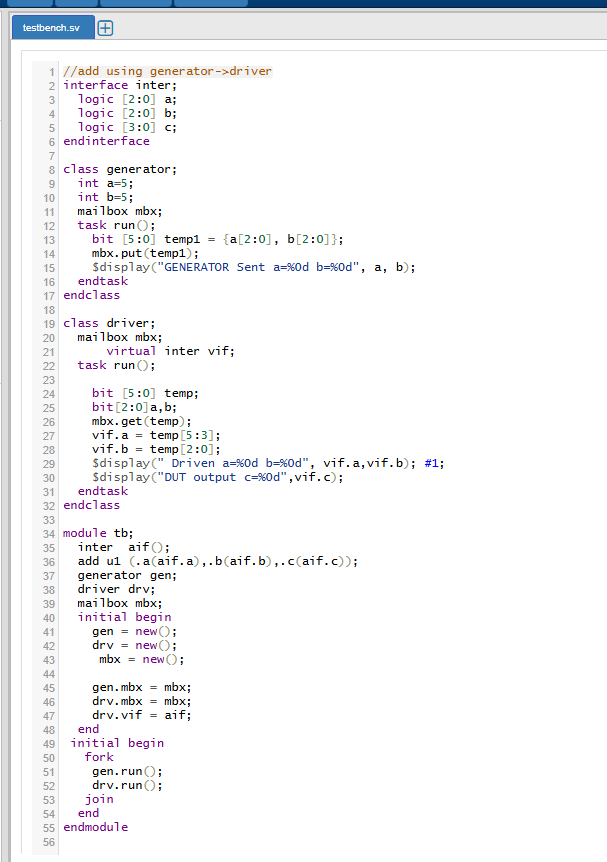 testbench.sv
1 //add using generator->driver
2 interface inter;
3   logic [2:0] a;
4   logic [2:0] b;
5   logic [3:0] c;
6 endinterface
7
8 class generator;
9   int a=5;
10   int b=5;
11   mailbox mbx;
12   task run();
13     bit [5:0] temp1 = {a[2:0], b[2:0]};
14     mbx.put(temp1);
15     $display("GENERATOR Sent a=%0d b=%0d", a, b);
16   endtask
17 endclass
18
19 class driver;
20   mailbox mbx;
21       virtual inter vif;
22   task run();
23
24     bit [5:0] temp;
25     bit[2:0]a,b;
26     mbx.get(temp);
27     vif.a = temp[5:3];
28     vif.b = temp[2:0];
29     $display(" Driven a=%0d b=%0d", vif.a,vif.b); #1;
30     $display("DUT output c=%0d",vif.c);
31   endtask
32 endclass
33
34 module tb;
35   inter  aif();
36   add u1 (.a(aif.a),.b(aif.b),.c(aif.c));
37   generator gen;
38   driver drv;
39   mailbox mbx;
40   initial begin
41     gen = new();
42     drv = new();
43      mbx = new();
44
45     gen.mbx = mbx;
46     drv.mbx = mbx;
47     drv.vif = aif;
48   end
49  initial begin
50    fork
51     gen.run();
52     drv.run();
53    join
54   end
55 endmodule
56